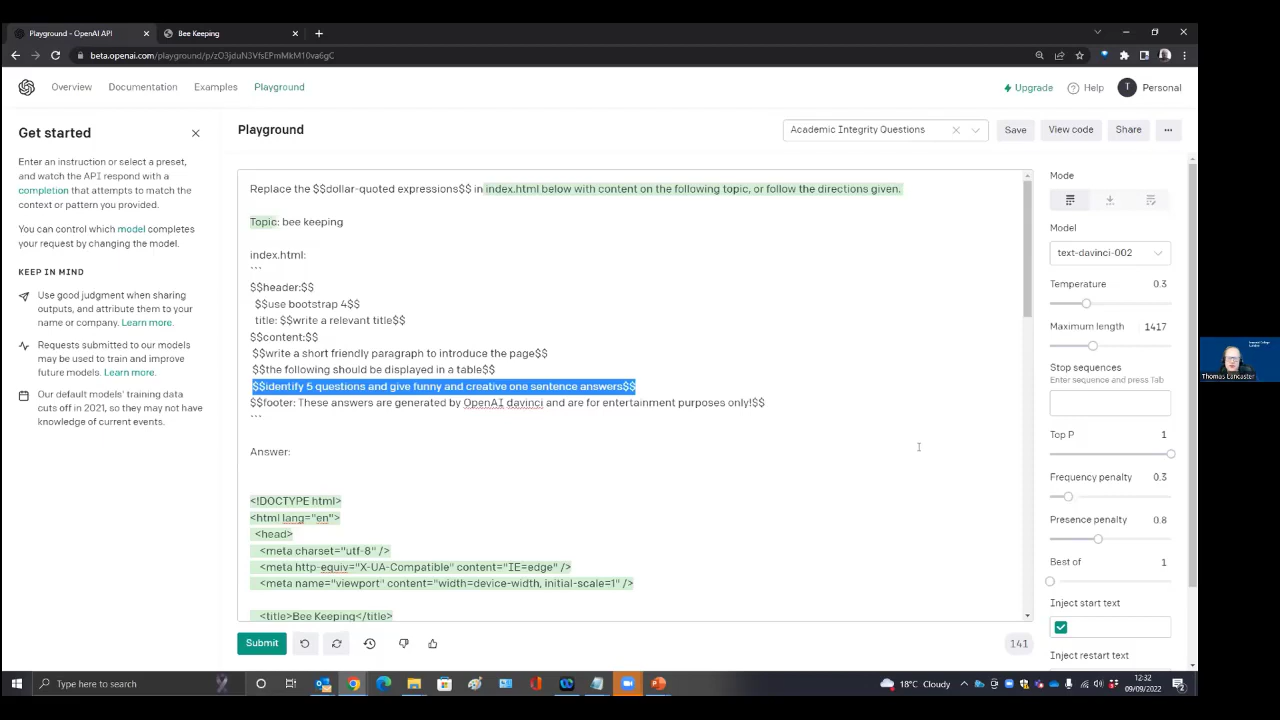 Playground - OpenAI API
Bee Keeping
beta.openai.com/playground/p/zO3jduN3VfsEPmMkM10va6gC
Overview
Documentation
Examples
Playground
Upgrade
Help
T
Personal
Get started
Enter an instruction or select a preset,
and watch the API respond with a
completion that attempts to match the
context or pattern you provided.
You can control which model completes
your request by changing the model.
KEEP IN MIND
Use good judgment when sharing
outputs, and attribute them to your
name or company. Learn more.
Requests submitted to our models
may be used to train and improve
future models. Learn more.
Our default models' training data
cuts off in 2021, so they may not have
knowledge of current events.
Playground
Academic Integrity Questions
Save
View code
Share
...
Replace the $$dollar-quoted expressions$$ in index.html below with content on the following topic, or follow the directions given.
Topic: bee keeping
index.html:
```
$$header:$$
$$use bootstrap 4$$
title: $$write a relevant title$$
$$content:$$
$$write a short friendly paragraph to introduce the page$$
$$the following should be displayed in a table$$
$$identify 5 questions and give funny and creative one sentence answers$$
$$footer: These answers are generated by OpenAI davinci and are for entertainment purposes only!$$
```
Answer:
<!DOCTYPE html>
<html lang="en">
<head>
<meta charset="utf-8" />
<meta http-equiv="X-UA-Compatible" content="IE=edge" />
<meta name="viewport" content="width=device-width, initial-scale=1" />
<title>Bee Keeping</title>
Submit
141
Mode
Model
text-davinci-002
Temperature
0.3
Maximum length
1417
Stop sequences
Enter sequence and press Tab
Top P
1
Frequency penalty
0.3
Presence penalty
0.8
Best of
1
Inject start text
Inject restart text
Thomas Lancaster
Type here to search
18°C Cloudy
12:32
09/09/2022